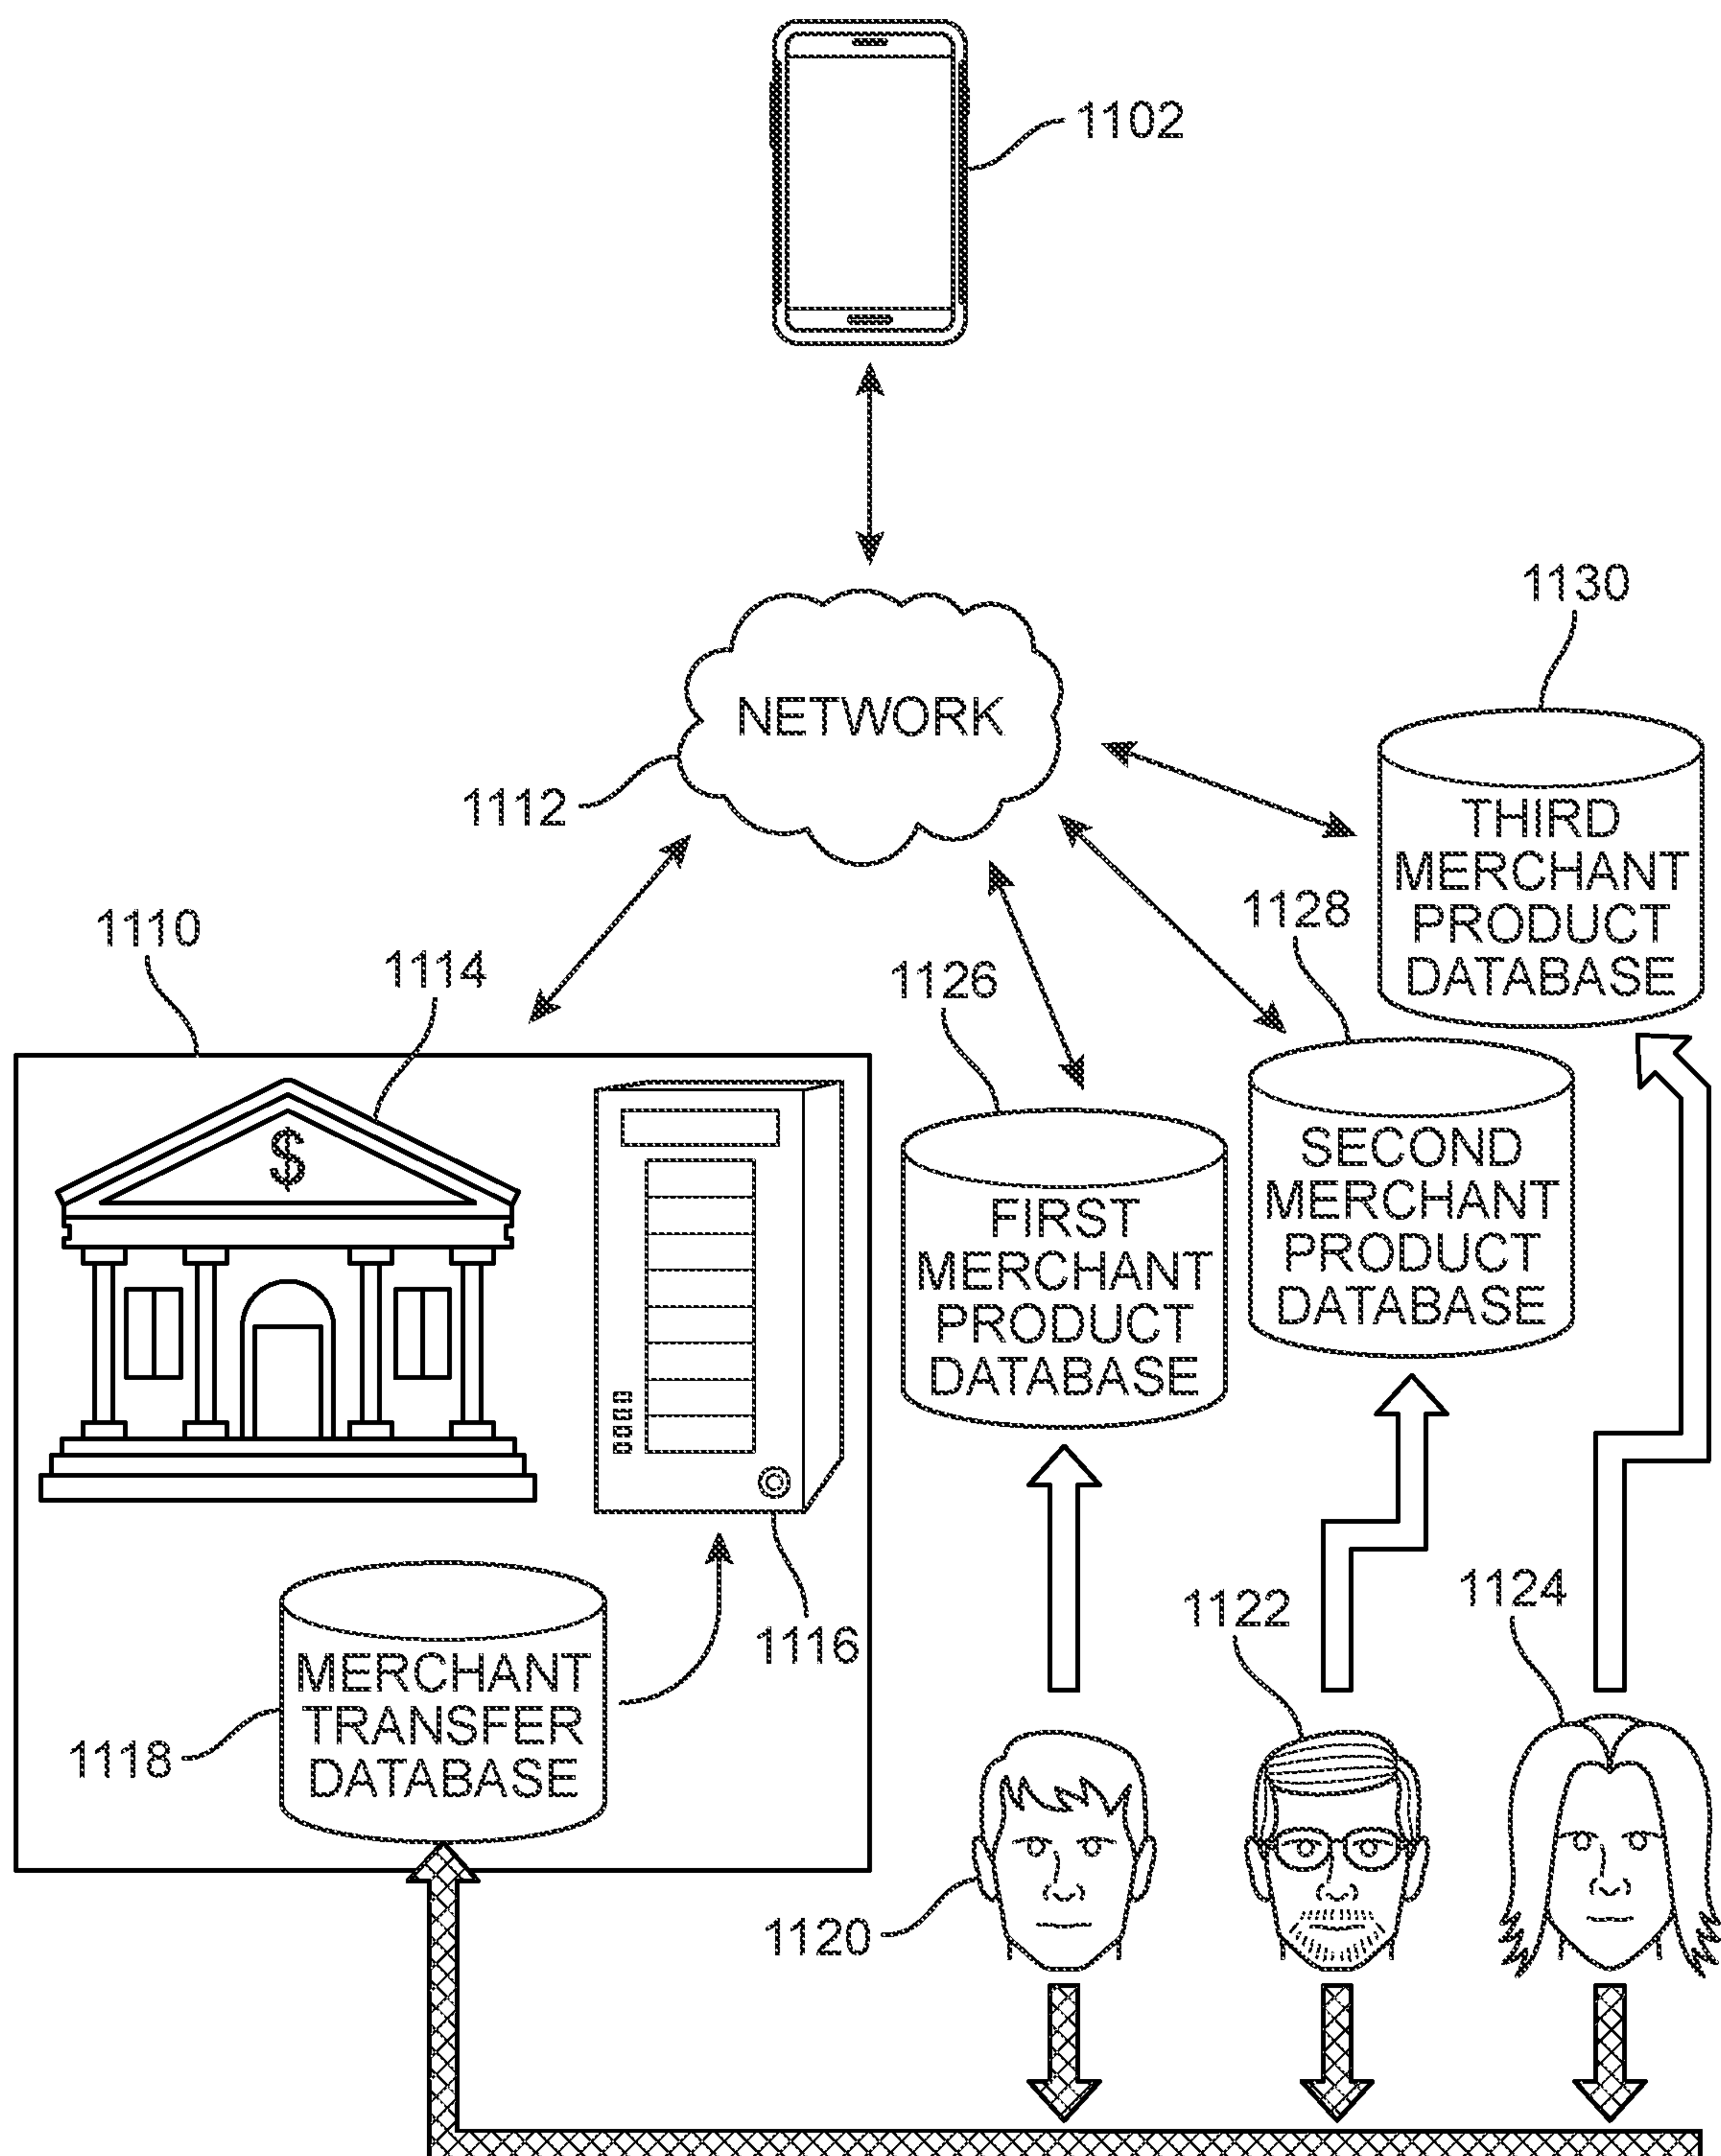 1102
NETWORK
1112
1130
THIRD
MERCHANT
PRODUCT
DATABASE
1128
1126
1110
1114
$
SECOND
MERCHANT
PRODUCT
DATABASE
FIRST
MERCHANT
PRODUCT
DATABASE
1116
MERCHANT
TRANSFER
DATABASE
1118
1122
1124
1120